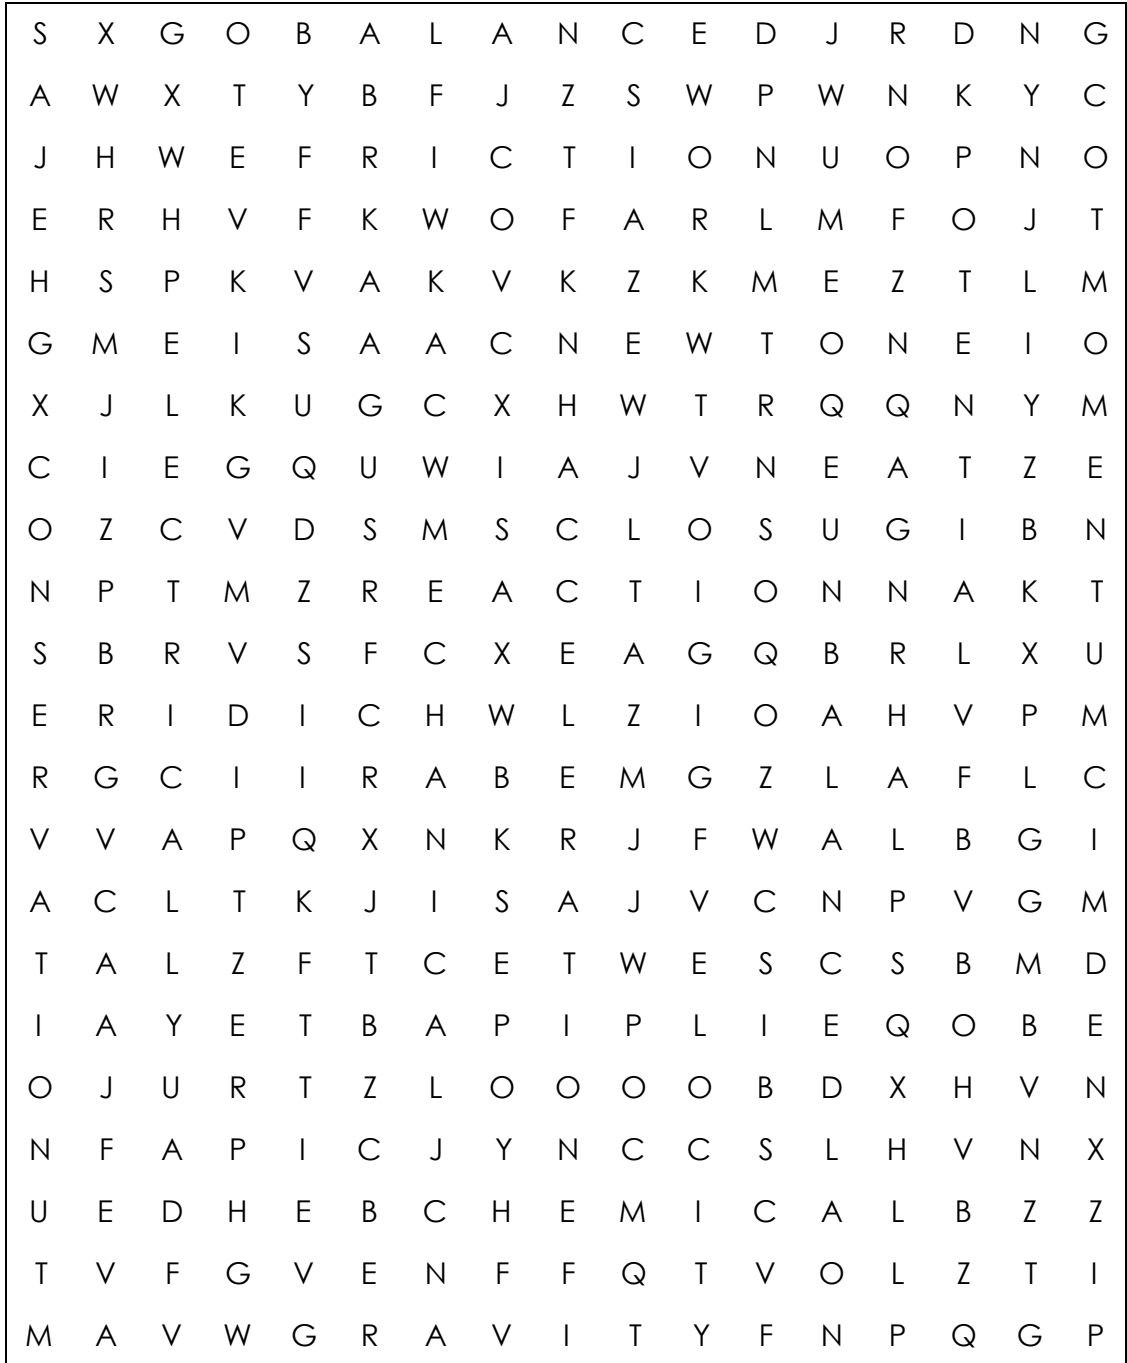 S X G O B A L A N C E D J R D N G
A W X T Y B F J Z S W P W N K Y C
J H W E F R I C T I O N U O P N O
E R H V F K W O F A R L M F O J T
H S P K V A K V K Z K M E Z T L M
G M E I S A A C N E W T O N E I O
X J L K U G C X H W T R Q Q N Y M
C I E G Q U W I A J V N E A T Z E
O Z C V D S M S C L O S U G I B N
N P T M Z R E A C T I O N N A K T
S B R V S F C X E A G Q B R L X U
E R I D I C H W L Z I O A H V P M
R G C I I R A B E M G Z L A F L C
V V A P Q X N K R J F W A L B G I
A C L T K J I S A J V C N P V G M
T A L Z F T C E T W E S C S B M D
I A Y E T B A P I P L I E Q O B E
O J U R T Z L O O O O B D X H V N
N F A P I C J Y N C C S L H V N X
U E D H E B C H E M I C A L B Z Z
T V F G V E N F F Q T V O L Z T I
M A V W G R A V I T Y F N P Q G P